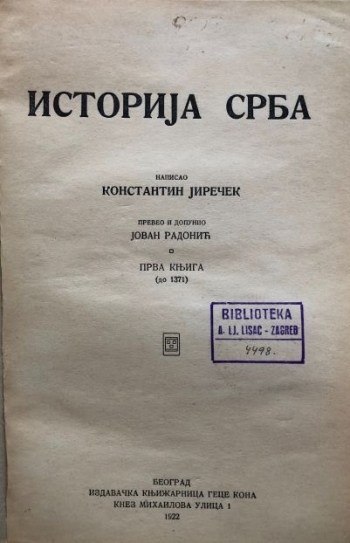 ИСТОРИЈА СРБА
НАПИСАО
КОНСТАНТИН ЈИРЕЧЕК
ПРЕВЕО И ДОПУНИО
ЈОВАН РАДОНИЋ
ПРВА КЊИГА
(до 1371)
BIBLIOTEKA
A. LJ. LISAC - ZAGREB
4498.
БЕОГРАД
ИЗДАВАЧКА КЊИЖАРНИЦА ГЕЦЕ КОНА
КНЕЗ МИХАИЛОВА УЛИЦА 1
1922